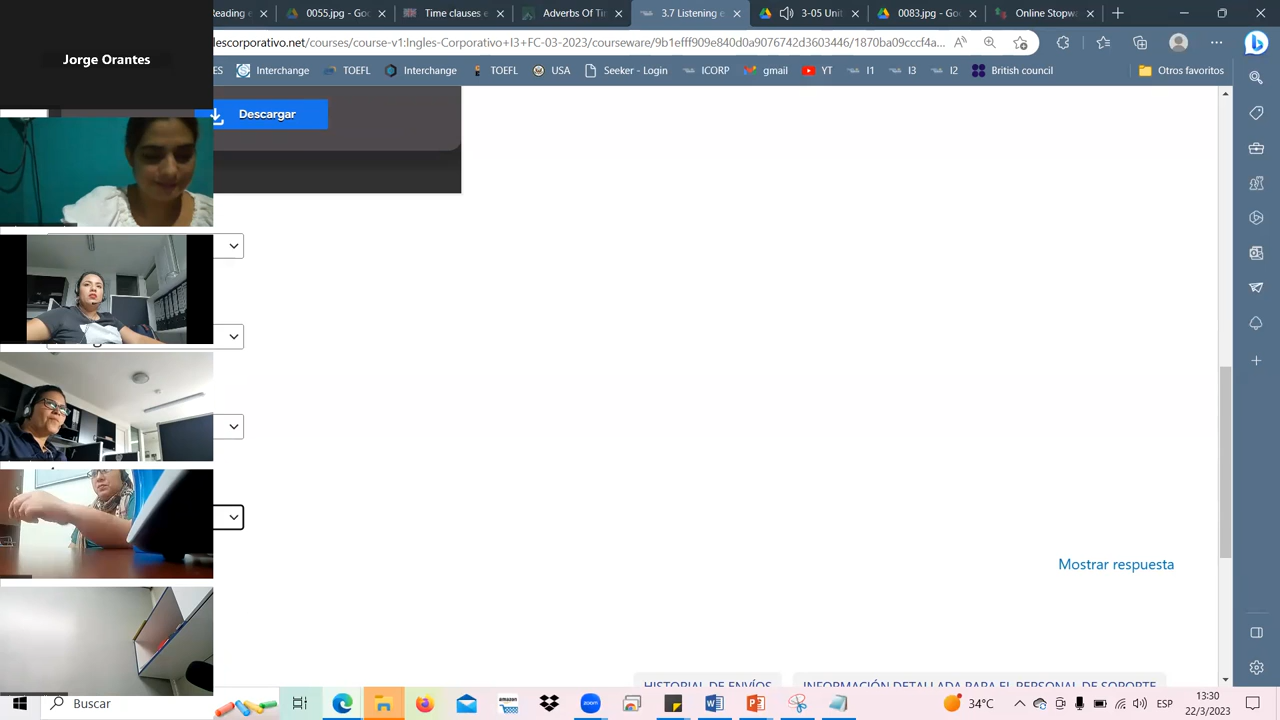 Jorge Orantes
Reading
0055.jpg - Goo
Time clauses
Adverbs Of Ti
3.7 Listening e
3-05 Unit
0083.jpg - Go
Online Stopw
lescorporativo.net/courses/course-v1:Ingles-Corporativo+I3+FC-03-2023/courseware/9b1efff909e840d0a9076742d3603446/1870ba09cccf4a...
ES
Interchange
TOEFL
Interchange
TOEFL
USA
Seeker - Login
ICORP
gmail
YT
I1
I3
I2
British council
Otros favoritos
Descargar
Mostrar respuesta
HISTORIAL DE ENVÍOS
INFORMACIÓN DETALLADA PARA EL PERSONAL DE SOPORTE
Buscar
34°C
ESP
22/3/2023